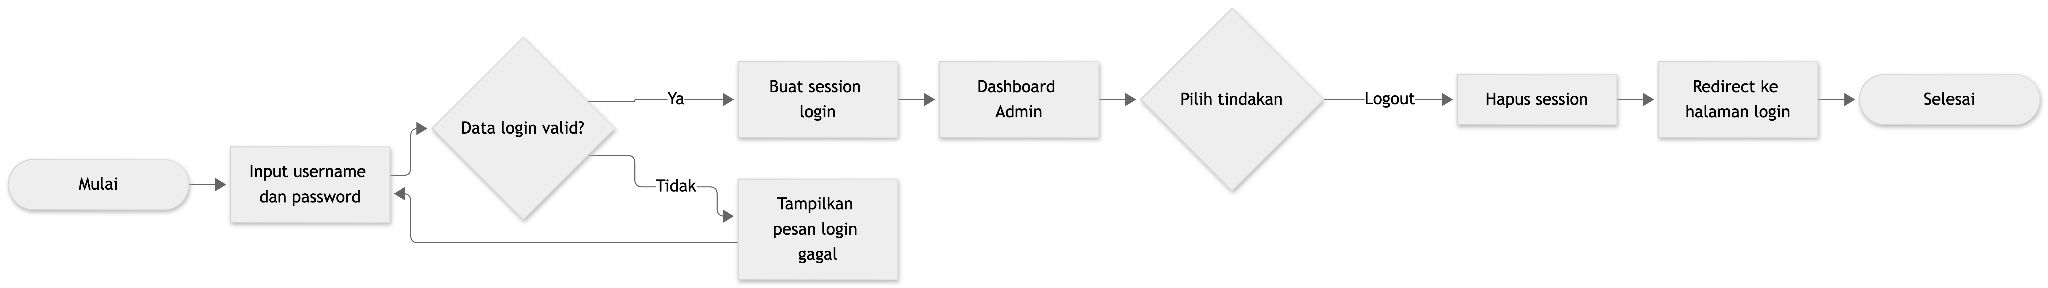 Mulai
Input username
dan password
Data login valid?
Ya
Tidak
Buat session
login
Tampilkan
pesan login
gagal
Dashboard
Admin
Pilih tindakan
Logout
Hapus session
Redirect ke
halaman login
Selesai